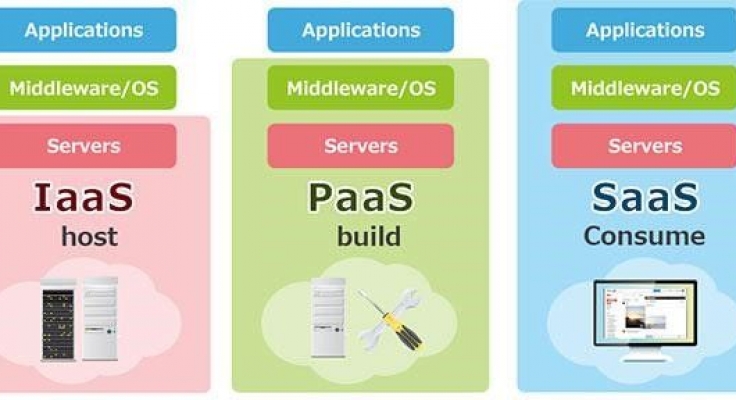 Applications
Middleware/OS
Servers
IaaS
host
Applications
Middleware/OS
Servers
PaaS
build
Applications
Middleware/OS
Servers
SaaS
Consume